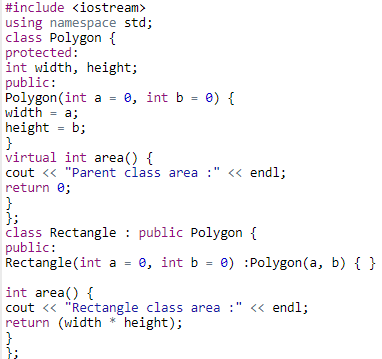 #include <iostream>
using namespace std;
class Polygon {
protected:
int width, height;
public:
Polygon(int a = 0, int b = 0) {
width = a;
height = b;
}
virtual int area() {
cout << "Parent class area :" << endl;
return 0;
}
};
class Rectangle : public Polygon {
public:
Rectangle(int a = 0, int b = 0) :Polygon(a, b) { }
int area() {
cout << "Rectangle class area :" << endl;
return (width * height);
}
};